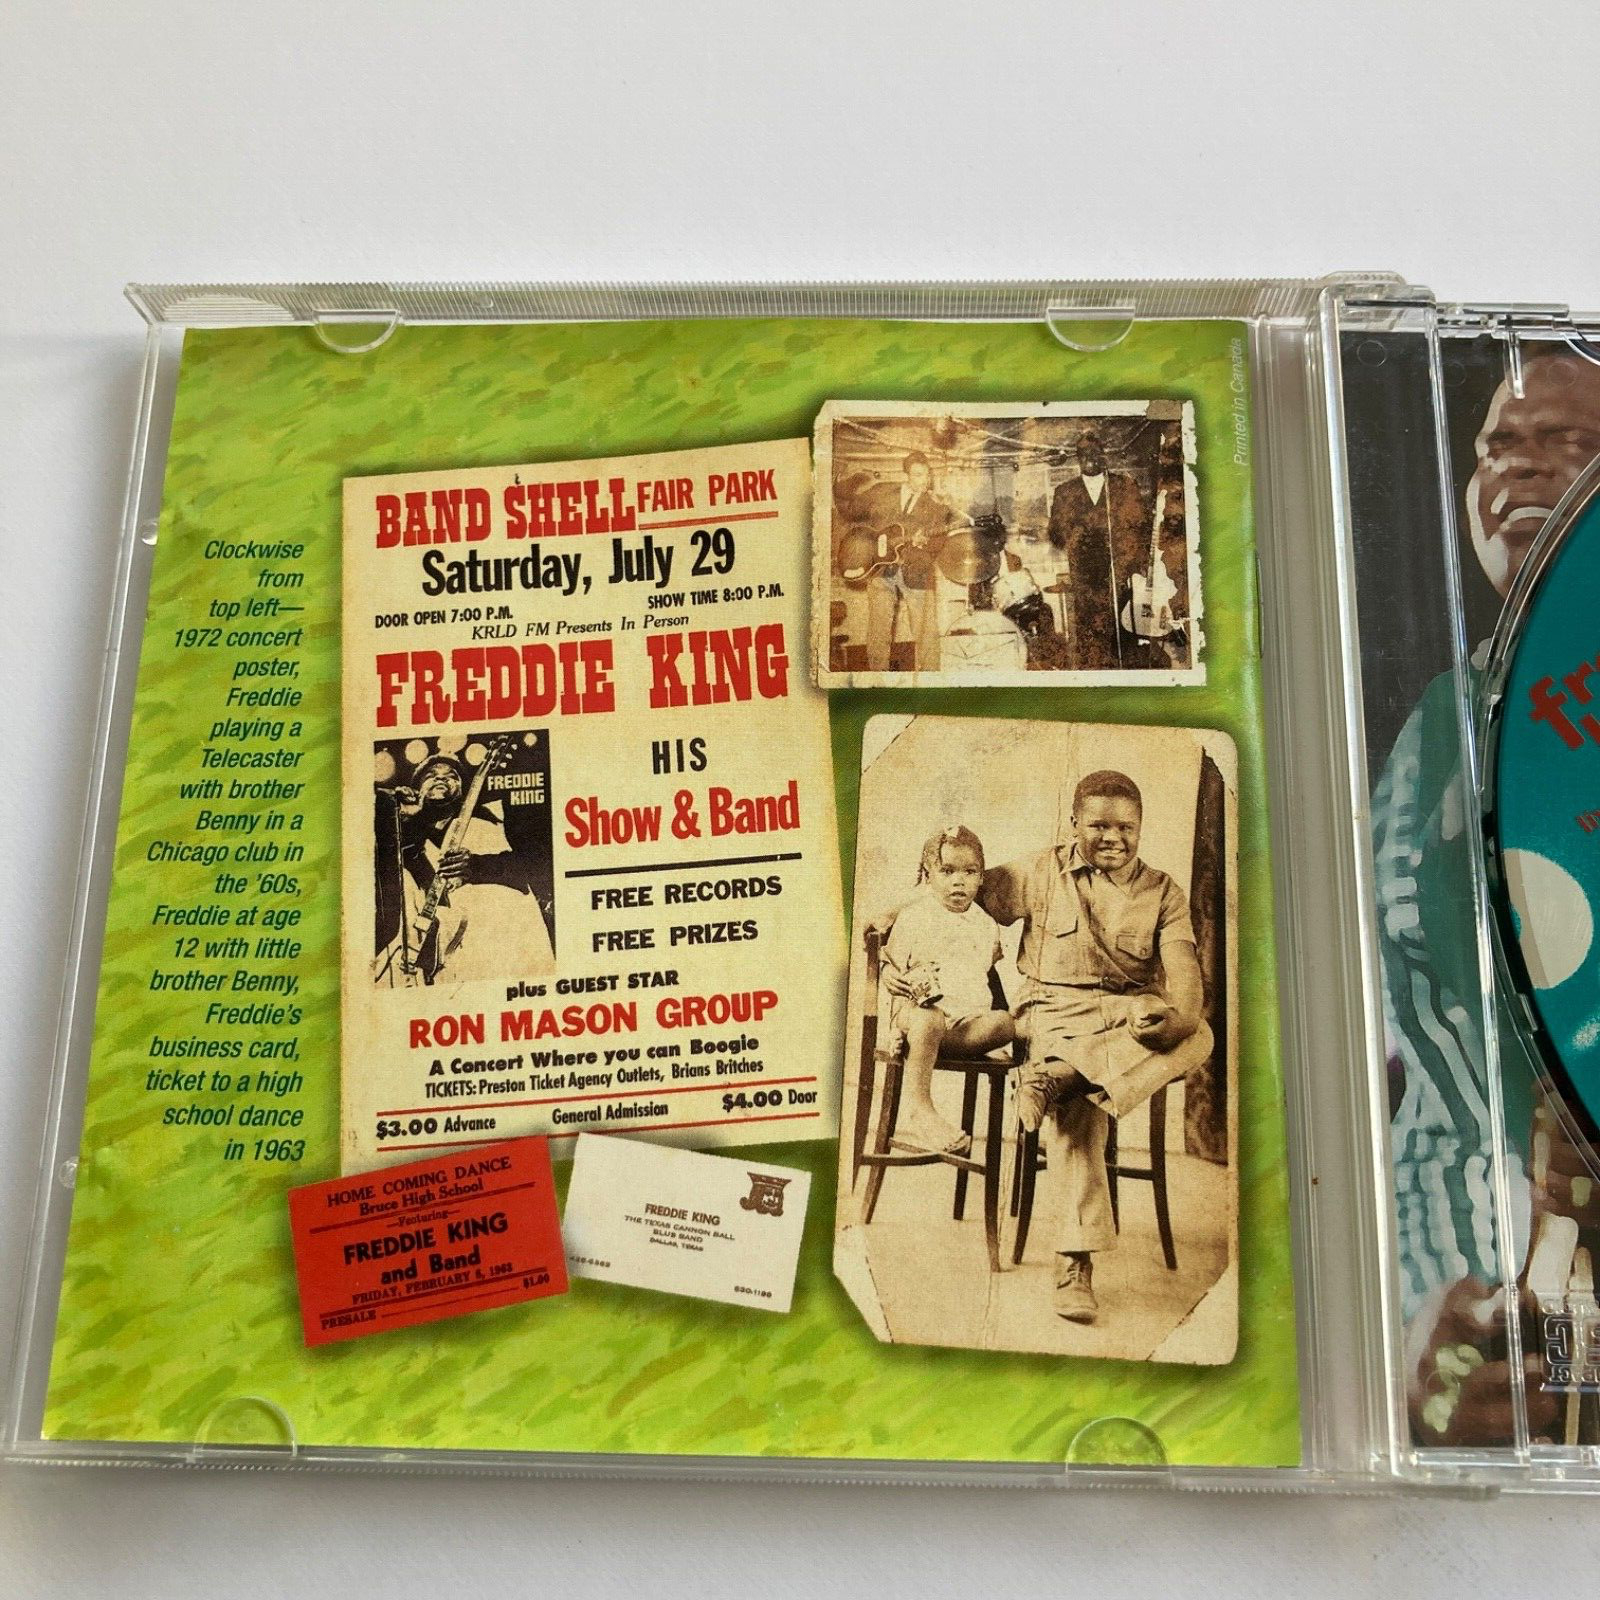 Clockwise
from
top left—
1972 concert
poster,
Freddie
playing a
Telecaster
with brother
Benny in a
Chicago club in
the '60s,
Freddie at age
12 with little
brother Benny,
Freddie's
business card,
ticket to a high
school dance
in 1963
BAND SHELL FAIR PARK
Saturday, July 29
DOOR OPEN 7:00 P.M. SHOW TIME 8:00 P.M.
KRLD FM Presents In Person
FREDDIE KING
FREDDIE
KING
HIS
Show & Band
FREE RECORDS
FREE PRIZES
plus GUEST STAR
RON MASON GROUP
A Concert Where you can Boogie
TICKETS: Preston Ticket Agency Outlets, Brians Britches
$3.00 Advance General Admission $4.00 Door
HOME COMING DANCE
Bruce High School
—Featuring—
FREDDIE KING
and Band
FRIDAY, FEBRUARY 8, 1963
PRESALE $1.00
FREDDIE KING
THE TEXAS CANNON BALL
BLUS BAND
DALLAS, TEXAS
Printed in Canada